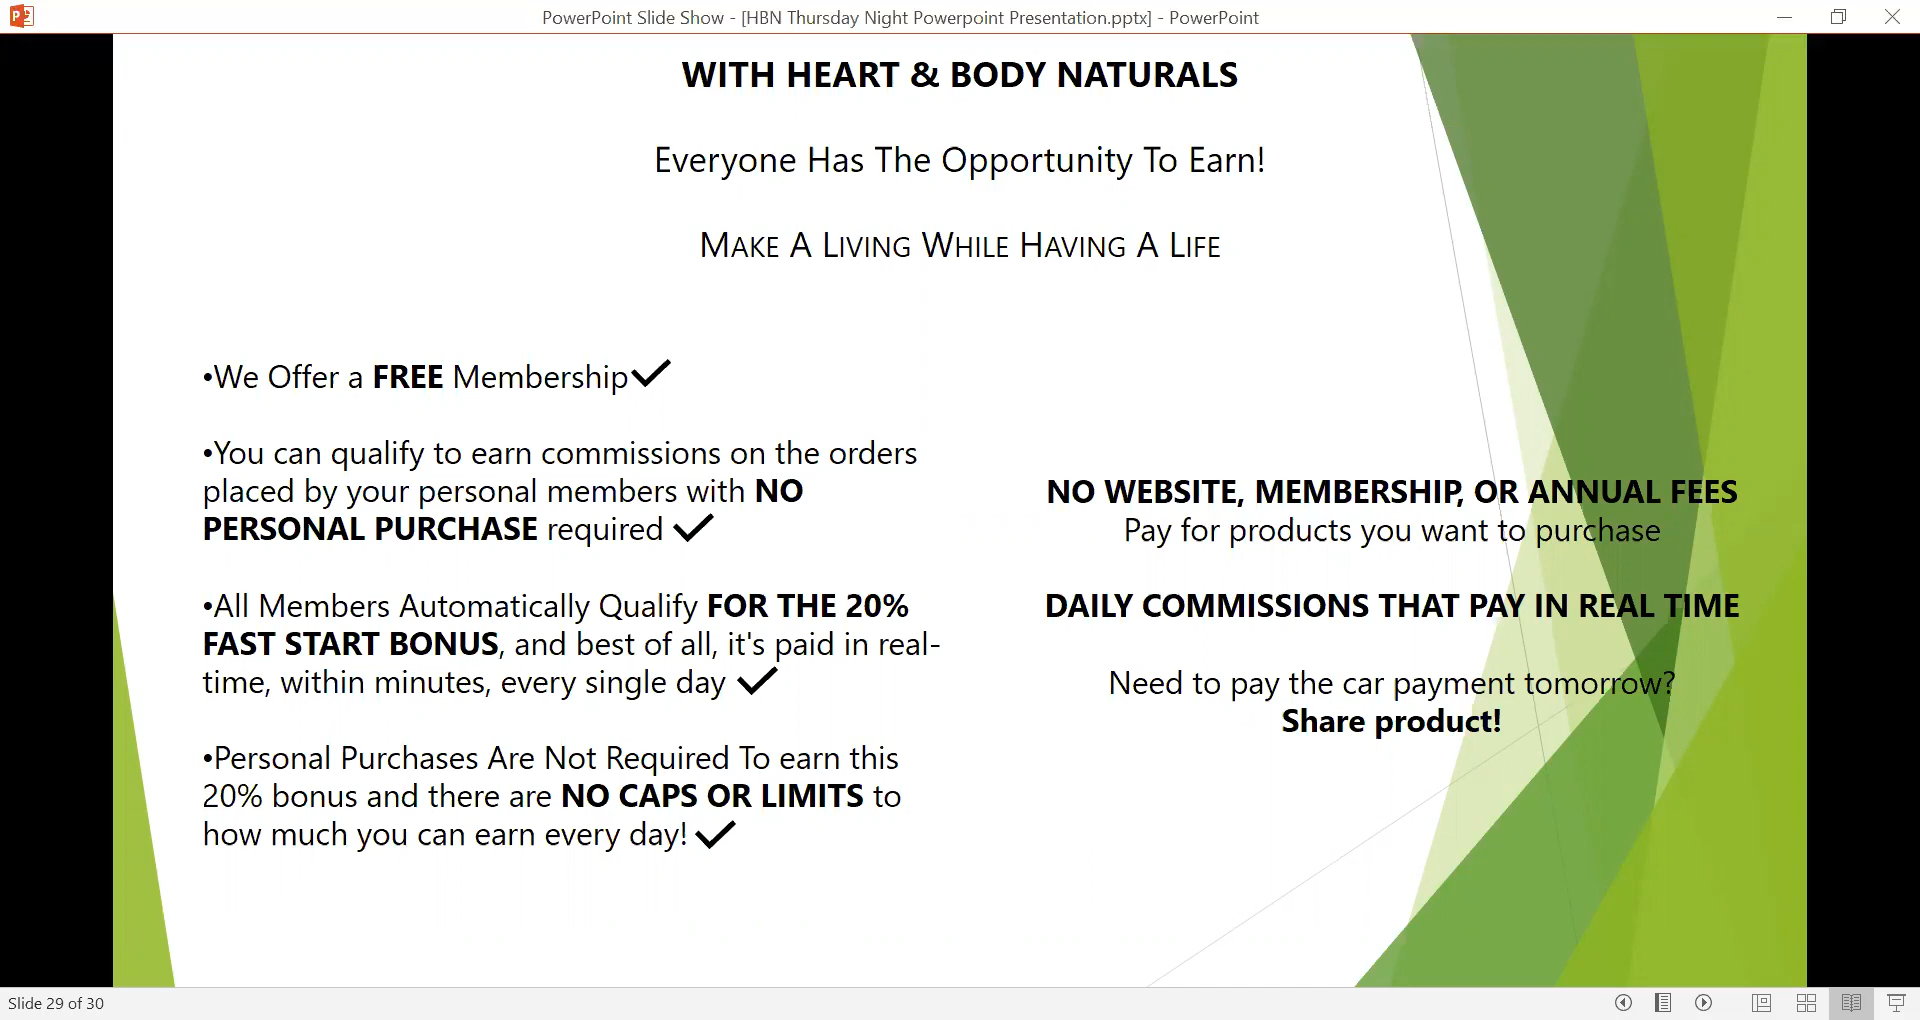 PowerPoint Slide Show - [HBN Thursday Night Powerpoint Presentation.pptx] - PowerPoint
WITH HEART & BODY NATURALS
Everyone Has The Opportunity To Earn!
MAKE A LIVING WHILE HAVING A LIFE
•We Offer a FREE Membership✓
•You can qualify to earn commissions on the orders
placed by your personal members with NO
PERSONAL PURCHASE required ✓
•All Members Automatically Qualify FOR THE 20%
FAST START BONUS, and best of all, it's paid in real-
time, within minutes, every single day ✓
•Personal Purchases Are Not Required To earn this
20% bonus and there are NO CAPS OR LIMITS to
how much you can earn every day! ✓
NO WEBSITE, MEMBERSHIP, OR ANNUAL FEES
Pay for products you want to purchase
DAILY COMMISSIONS THAT PAY IN REAL TIME
Need to pay the car payment tomorrow?
Share product!
Slide 29 of 30